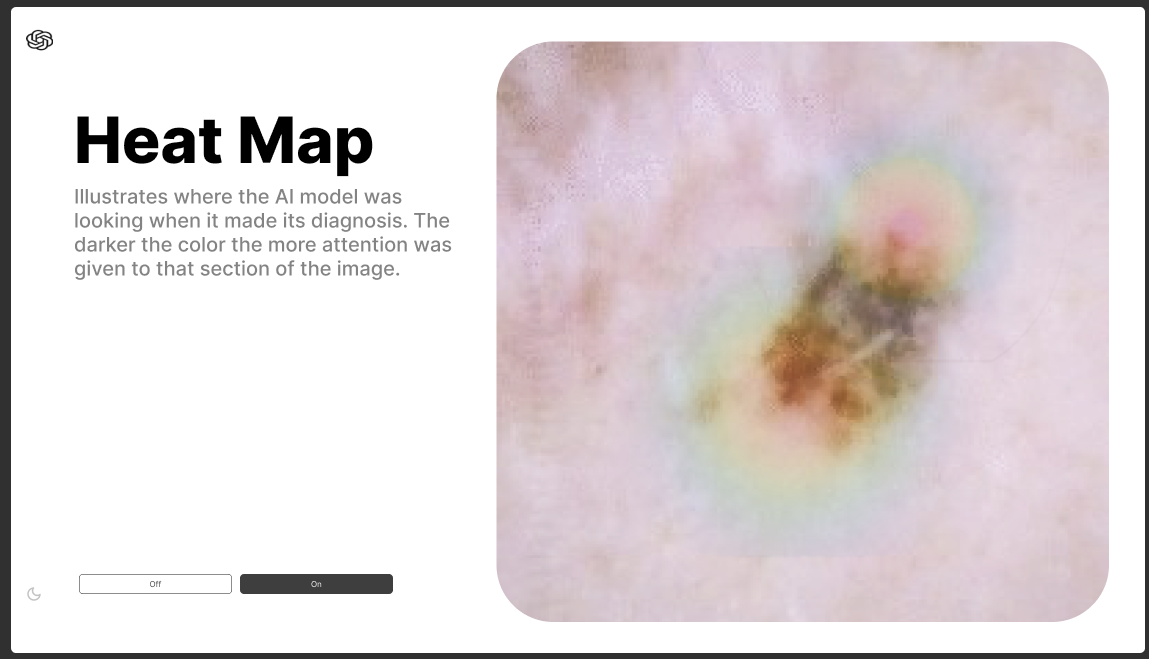 Heat Map
Illustrates where the AI model was
looking when it made its diagnosis. The
darker the color the more attention was
given to that section of the image.
Off
On